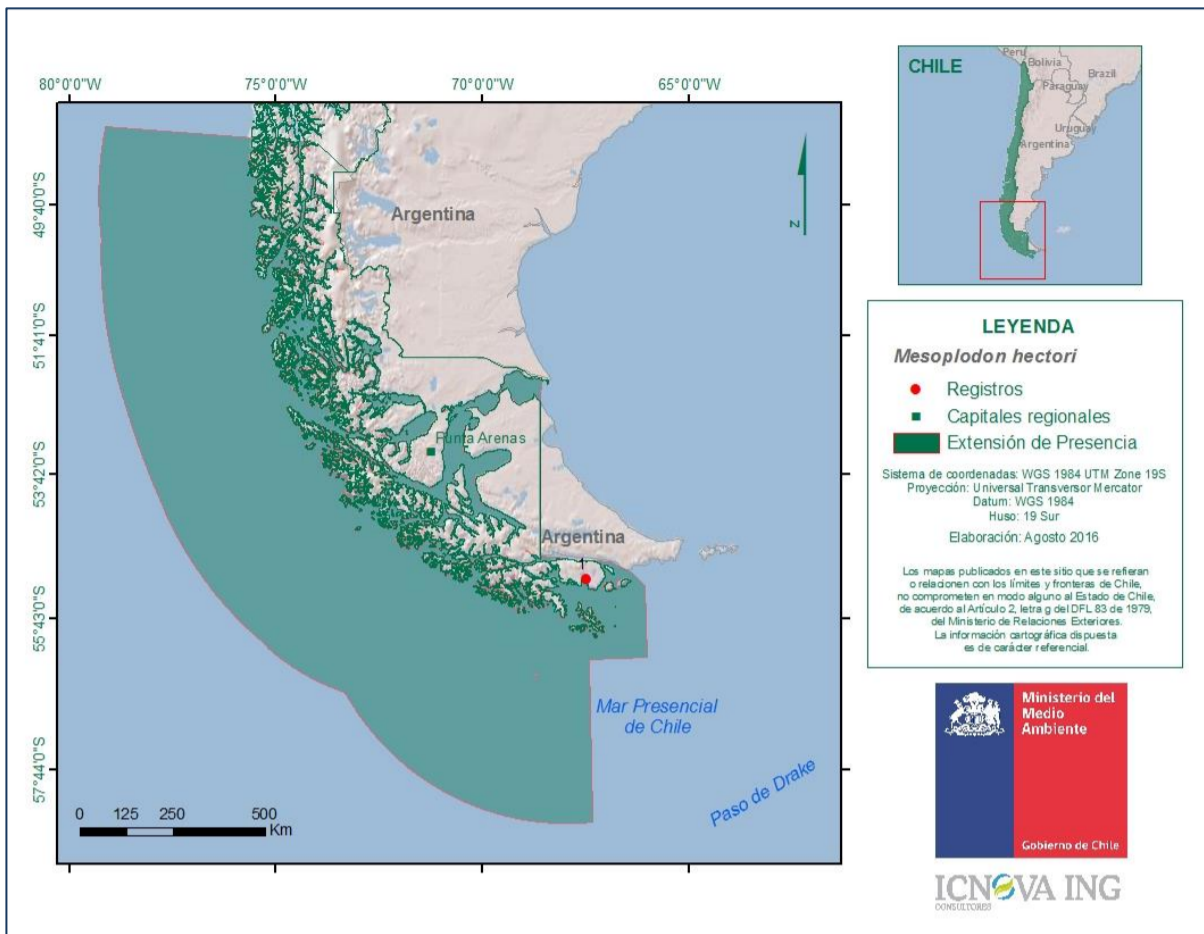 80°0'0"W
75°0'0"W
70°0'0"W
65°0'0"W
49°40'0"S
51°41'0"S
53°42'0"S
55°43'0"S
57°44'0"S
Argentina
Punta Arenas
Argentina
1
Mar Presencial
de Chile
Paso de Drake
0 125 250 500
Km
N
CHILE
Peru
Bolivia
Brazil
Paraguay
Uruguay
Argentina
LEYENDA
Mesoplodon hectori
Registros
Capitales regionales
Extensión de Presencia
Sistema de coordenadas: WGS 1984 UTM Zone 19S
Proyección: Universal Transversor Mercator
Datum: WGS 1984
Huso: 19 Sur
Elaboración: Agosto 2016
Los mapas publicados en este sitio que se refieran
o relacionen con los límites y fronteras de Chile,
no comprometen en modo alguno al Estado de Chile,
de acuerdo al Artículo 2, letra g del DFL 83 de 1979,
del Ministerio de Relaciones Exteriores.
La información cartográfica dispuesta
es de carácter referencial.
Ministerio del
Medio
Ambiente
Gobierno de Chile
ICNOVA ING
CONSULTORES